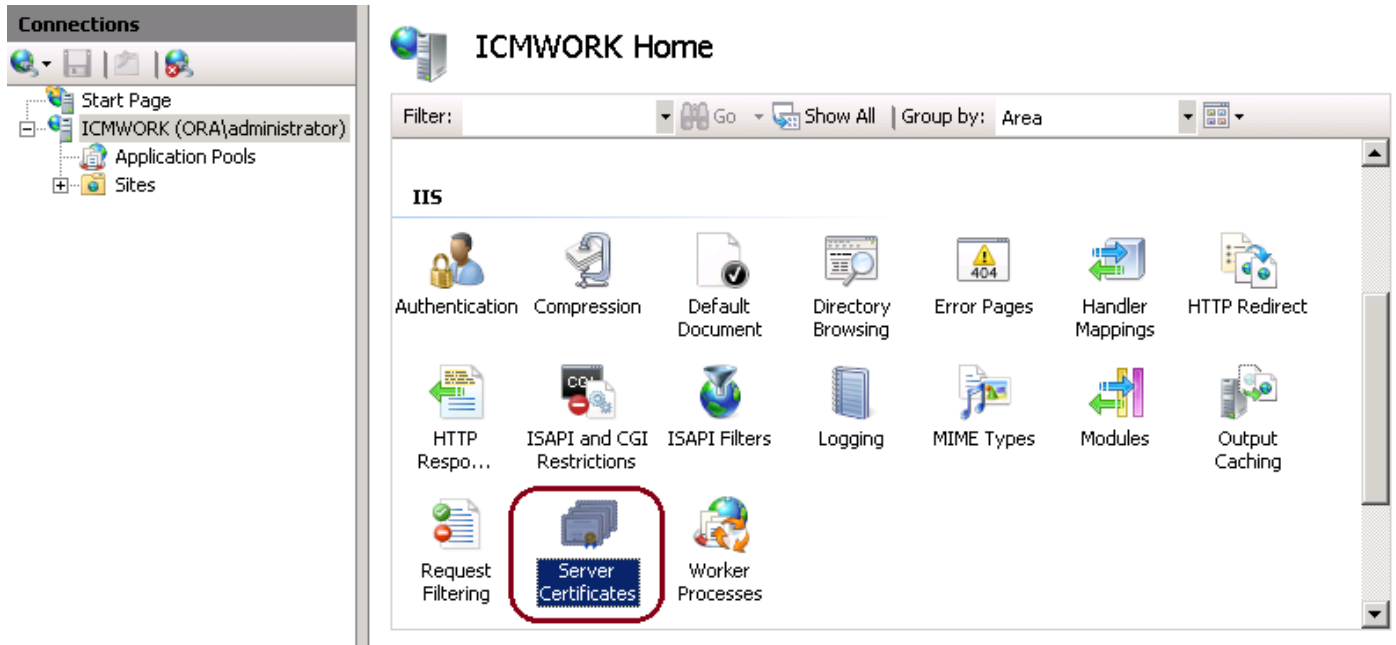 Connections
Start Page
ICMWORK (ORA\administrator)
Application Pools
Sites
ICMWORK Home
Filter: Go Show All Group by: Area
IIS
Authentication Compression Default Directory Error Pages Handler HTTP Redirect
Document Browsing Mappings
404
CGI
HTTP ISAPI and CGI ISAPI Filters Logging MIME Types Modules Output
Respo... Restrictions Caching
Request Server Worker
Filtering Certificates Processes